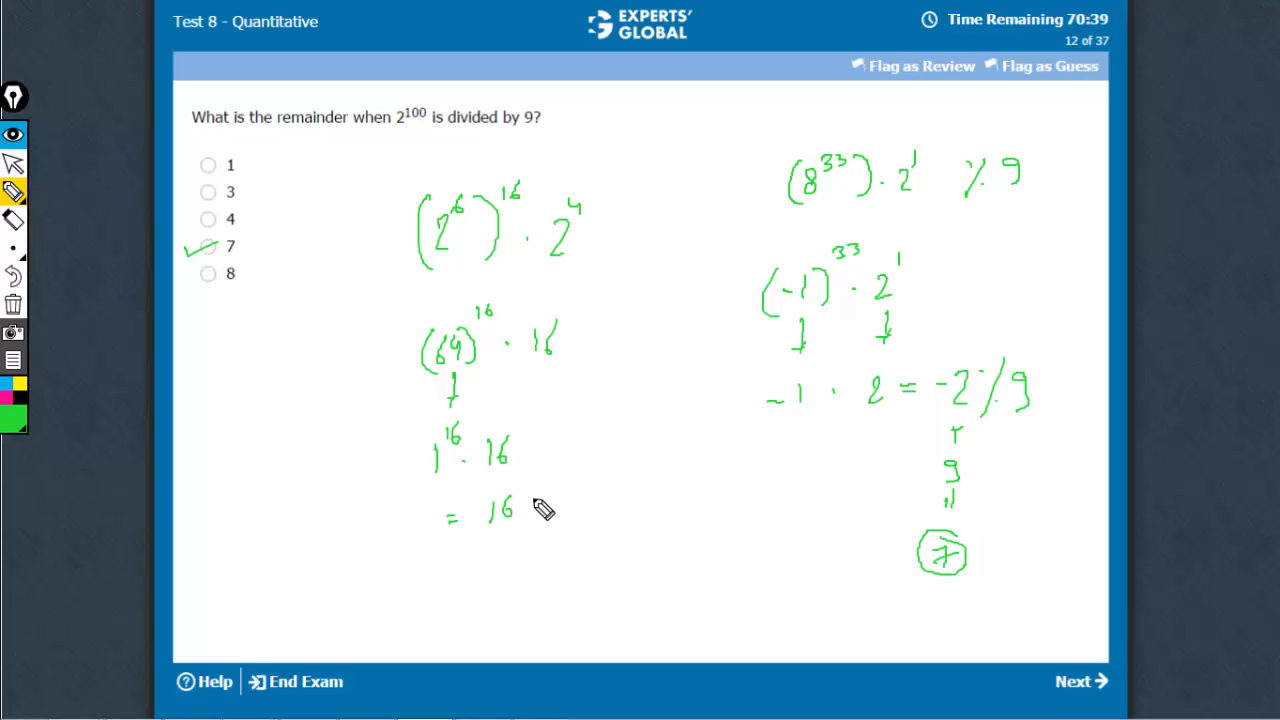 Test 8 - Quantitative
EXPERTS'
GLOBAL
Time Remaining 70:39
12 of 37
Flag as Review Flag as Guess
What is the remainder when 2^100 is divided by 9?
1
3
4
7
8
(2^6)^16 · 2^4
(64)^16 · 16
1^16 · 16
= 16
(8^33) · 2^1 % 9
(-1)^33 · 2^1
-1 · 2 = -2 % 9
+
9
"
7
Help
End Exam
Next